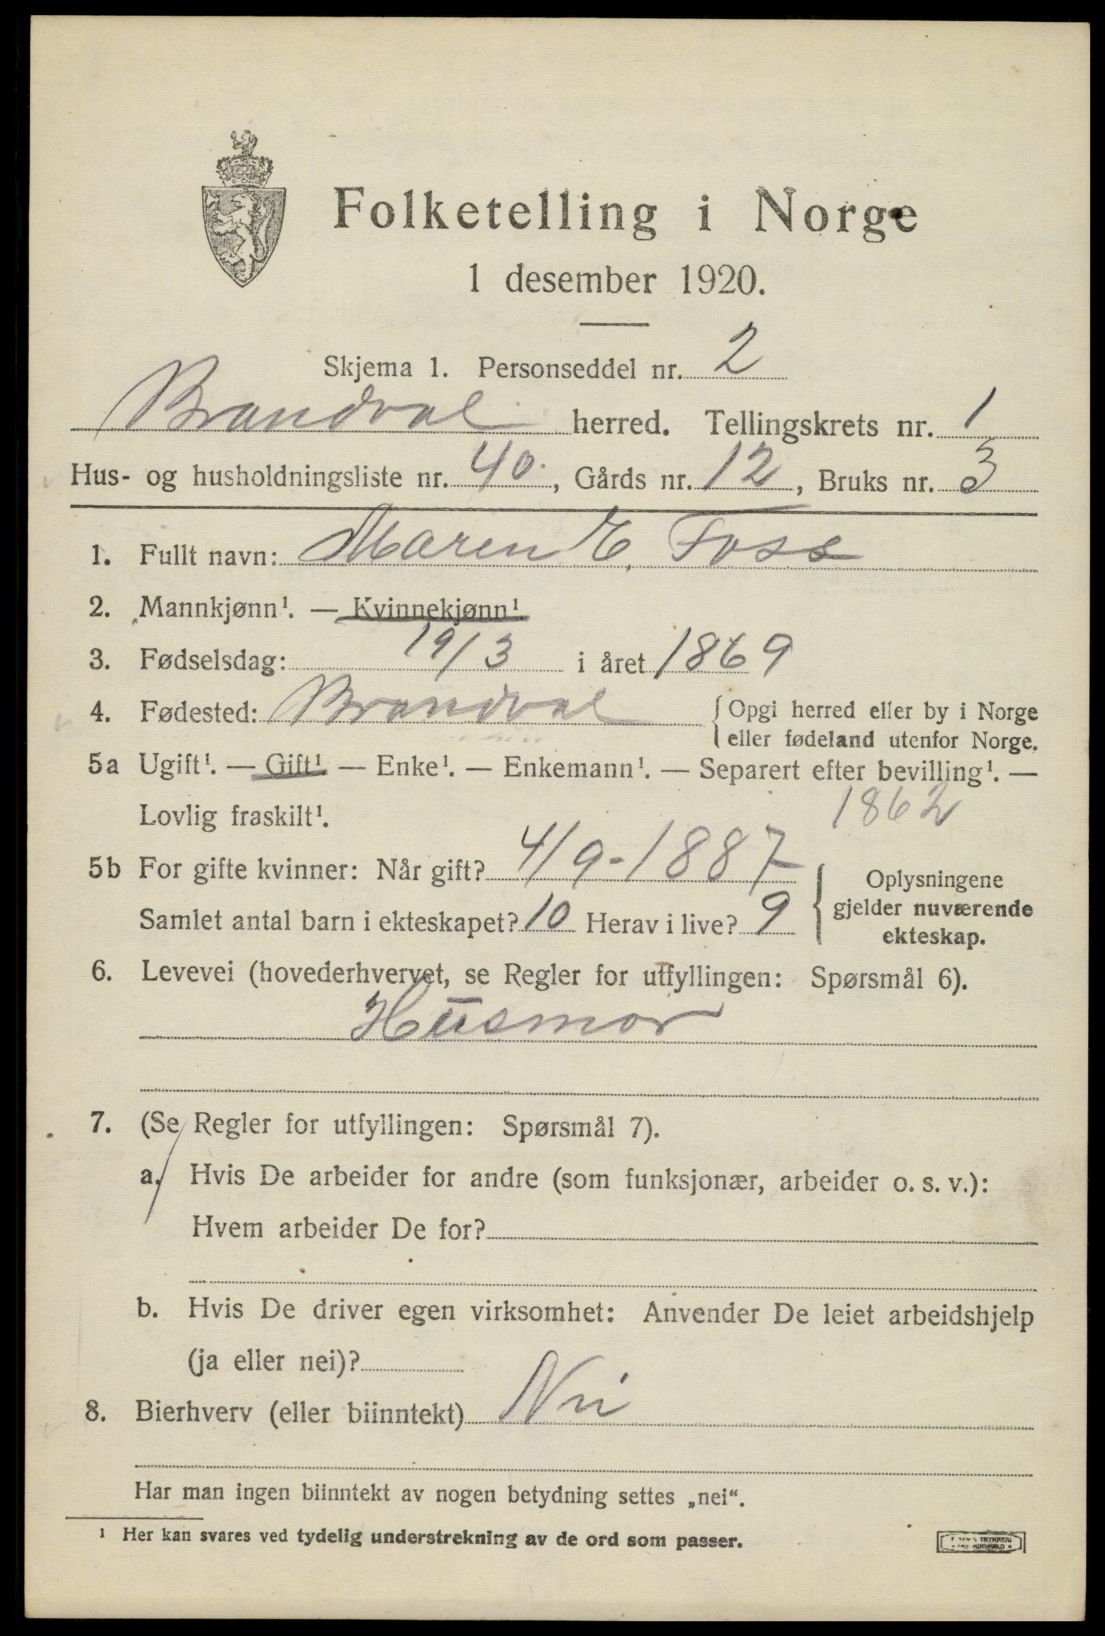 Folketelling i Norge
1 desember 1920.
Skjema 1. Personseddel nr. 2
Brandval herred. Tellingskrets nr. 1
Hus- og husholdningsliste nr. 40, Gårds nr. 12, Bruks nr. 3
1. Fullt navn: Maren E. Foss
2. Mannkjønn¹. — Kvinnekjønn¹.
3. Fødselsdag: 19/3 i året 1869
4. Fødested: Brandval {Opgi herred eller by i Norge
eller fødeland utenfor Norge.
5a Ugift¹. — Gift¹ — Enke¹. — Enkemann¹. — Separert efter bevilling¹. —
Lovlig fraskilt¹. 1862
5b For gifte kvinner: Når gift? 4/9-1887
Samlet antal barn i ekteskapet? 10 Herav i live? 9
{Oplysningene
gjelder nuværende
ekteskap.
6. Levevei (hovederhvervet, se Regler for utfyllingen: Spørsmål 6).
Husmor
7. (Se Regler for utfyllingen: Spørsmål 7).
a. Hvis De arbeider for andre (som funksjonær, arbeider o. s. v.):
Hvem arbeider De for?
b. Hvis De driver egen virksomhet: Anvender De leiet arbeidshjelp
(ja eller nei)?
8. Bierhverv (eller biinntekt) Nei
Har man ingen biinntekt av nogen betydning settes „nei“.
¹ Her kan svares ved tydelig understrekning av de ord som passer.